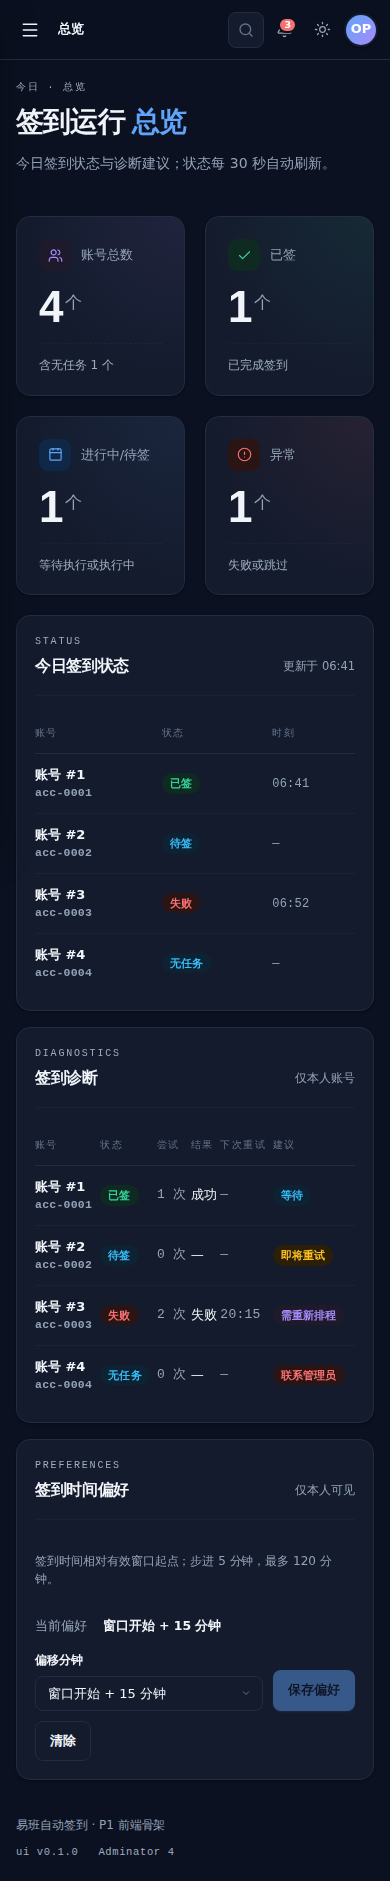 总览
3
OP
今日 · 总览
签到运行 总览
今日签到状态与诊断建议；状态每 30 秒自动刷新。
账号总数
4个
含无任务 1 个
已签
1个
已完成签到
进行中/待签
1个
等待执行或执行中
异常
1个
失败或跳过
STATUS
今日签到状态 更新于 06:41
账号 状态 时刻
账号 #1
acc-0001 已签 06:41
账号 #2
acc-0002 待签 —
账号 #3
acc-0003 失败 06:52
账号 #4
acc-0004 无任务 —
DIAGNOSTICS
签到诊断 仅本人账号
账号 状态 尝试 结果 下次重试 建议
账号 #1
acc-0001 已签 1 次 成功 — 等待
账号 #2
acc-0002 待签 0 次 — — 即将重试
账号 #3
acc-0003 失败 2 次 失败 20:15 需重新排程
账号 #4
acc-0004 无任务 0 次 — — 联系管理员
PREFERENCES
签到时间偏好 仅本人可见
签到时间相对有效窗口起点；步进 5 分钟，最多 120 分
钟。
当前偏好 窗口开始 + 15 分钟
偏移分钟
窗口开始 + 15 分钟 保存偏好
清除
易班自动签到 · P1 前端骨架
ui v0.1.0 Adminator 4